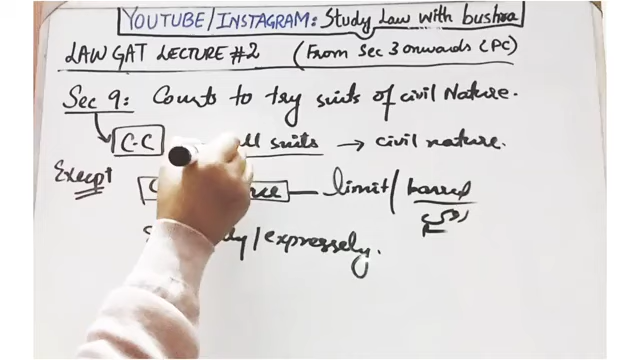 YOUTUBE/INSTAGRAM: Study Law with bushra
LAW GAT LECTURE #2 (From Sec 3 onwards CPC)
Sec 9: Courts to try suits of civil Nature.
C-C all suits → civil nature.
Except
limit/barred
روکن
/expressely.